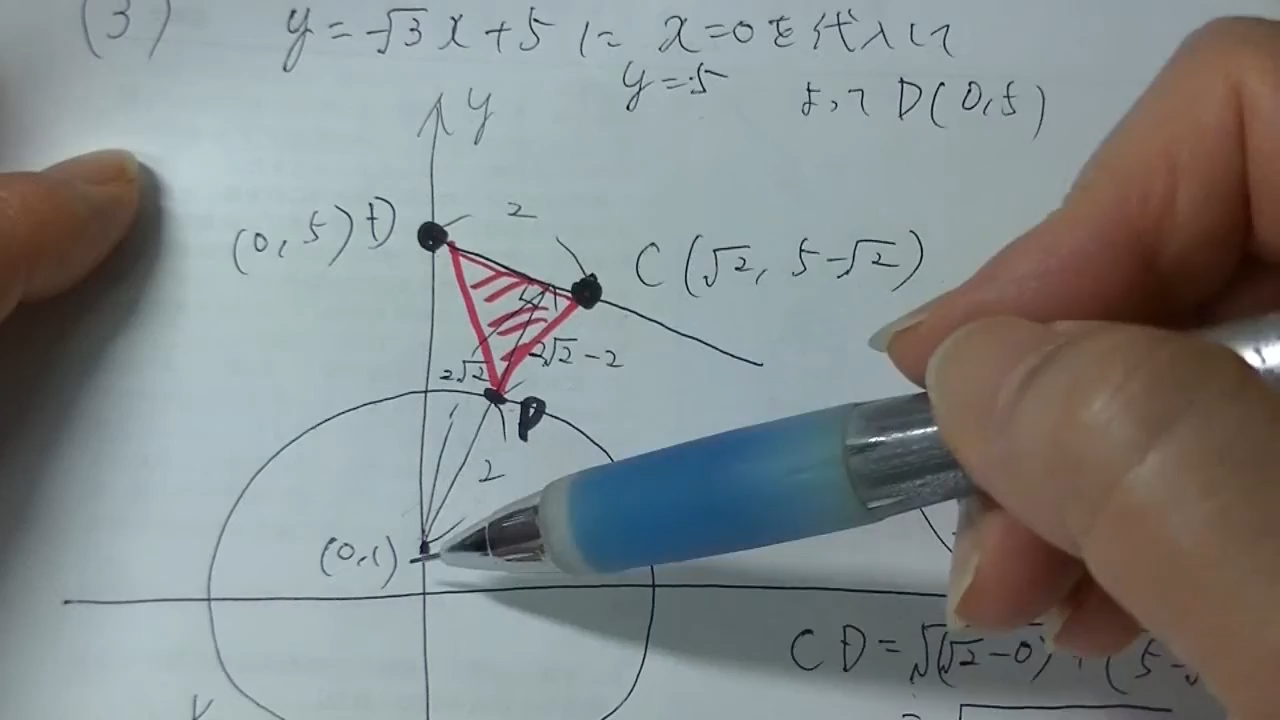 (3) y=-√3x+5 に x=0を代入して
y=5 よって D(0,5)
y
2
(0,5) D
C(√2, 5-√2)
2√2
2√2-2
P
2
(0,1)
CD=√(√2-0)
K